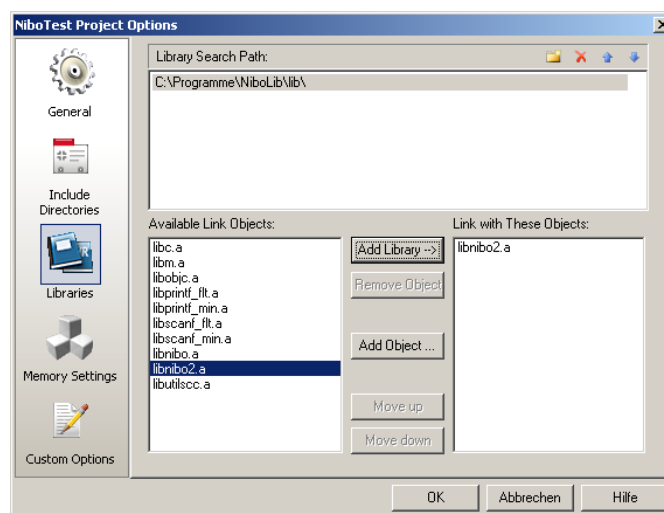 NiboTest Project Options
General
Include
Directories
Libraries
Memory Settings
Custom Options
Library Search Path:
C:\Programme\NiboLib\lib\
Available Link Objects:
libc.a
libm.a
libobjc.a
libprintf_flt.a
libprintf_min.a
libscanf_flt.a
libscanf_min.a
libnibo.a
libnibo2.a
libutilscc.a
Add Library -->
Remove Object
Add Object ...
Move up
Move down
Link with These Objects:
libnibo2.a
OK
Abbrechen
Hilfe